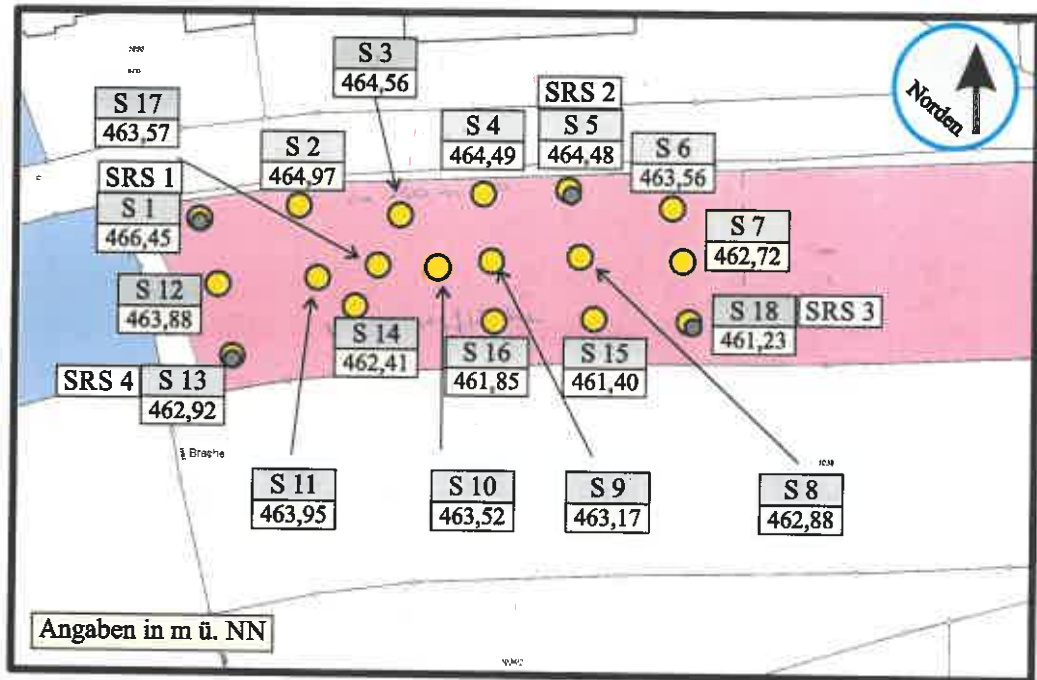 S 3
464,56
Norden
S 17
463,57
SRS 2
S 4
464,49
S 5
464,48
S 2
464,97
S 6
463,56
SRS 1
S 1
466,45
S 7
462,72
S 12
463,88
S 14
462,41
S 16
461,85
S 15
461,40
S 18 SRS 3
461,23
SRS 4 S 13
462,92
Brache
S 11
463,95
S 10
463,52
S 9
463,17
S 8
462,88
Angaben in m ü. NN